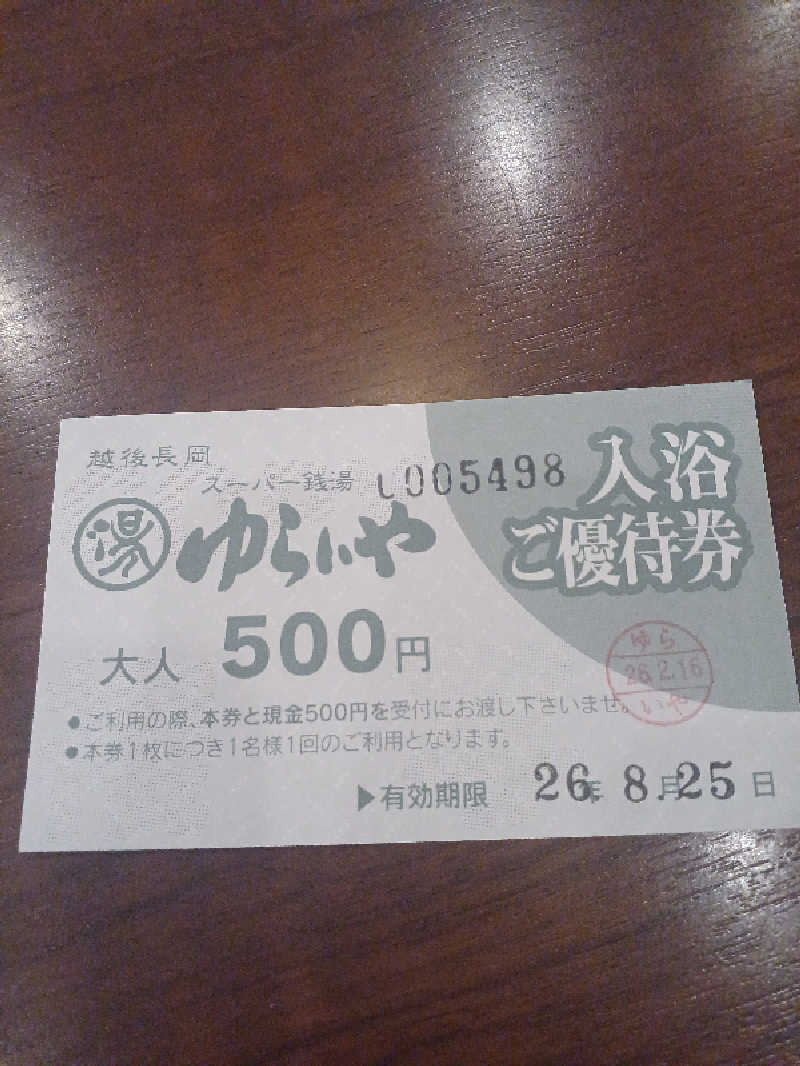 越後長岡
スーパー銭湯
0005498
湯 ゆらいや
入浴
ご優待券
大人 500円
ゆら
26.2.16
いや
●ご利用の際、本券と現金500円を受付にお渡し下さいませ。
●本券1枚につき1名様1回のご利用となります。
▶有効期限 26年 8.月25日